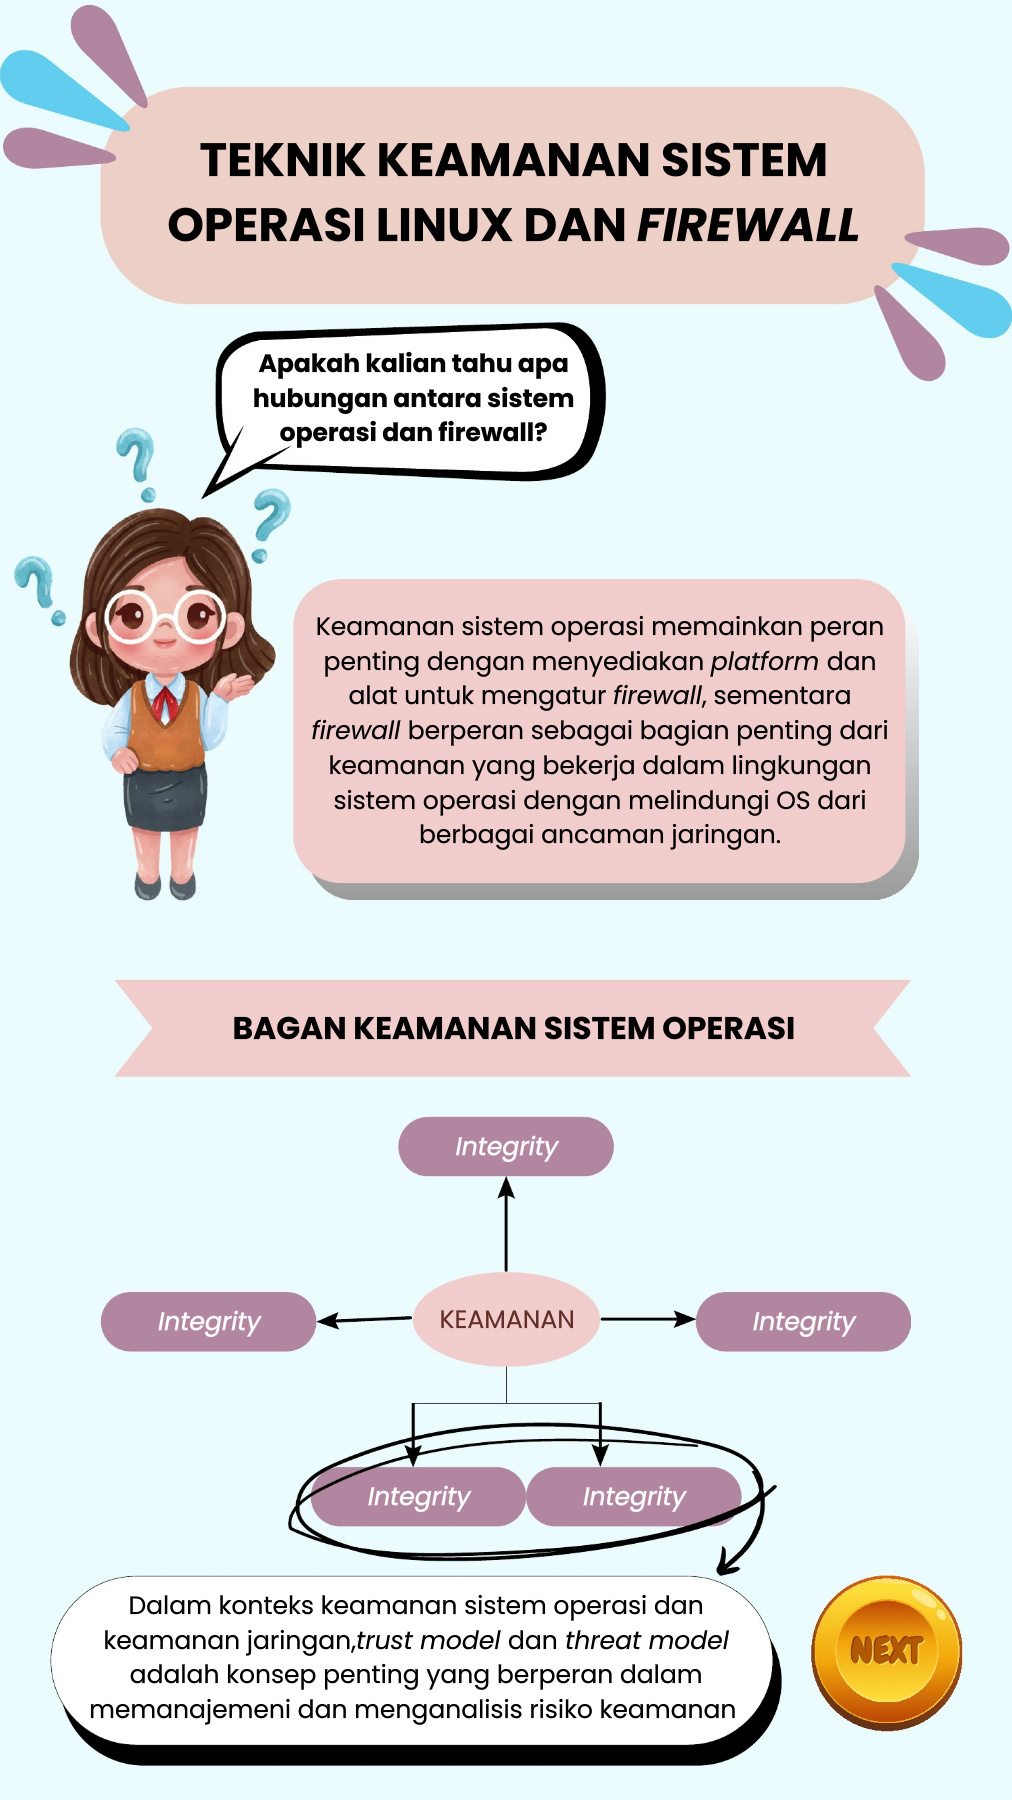 TEKNIK KEAMANAN SISTEM
OPERASI LINUX DAN FIREWALL
Apakah kalian tahu apa
hubungan antara sistem
operasi dan firewall?
Keamanan sistem operasi memainkan peran
penting dengan menyediakan platform dan
alat untuk mengatur firewall, sementara
firewall berperan sebagai bagian penting dari
keamanan yang bekerja dalam lingkungan
sistem operasi dengan melindungi OS dari
berbagai ancaman jaringan.
BAGAN KEAMANAN SISTEM OPERASI
Integrity
Integrity
KEAMANAN
Integrity
Integrity
Integrity
Dalam konteks keamanan sistem operasi dan
keamanan jaringan,trust model dan threat model
adalah konsep penting yang berperan dalam
memanajemeni dan menganalisis risiko keamanan
NEXT